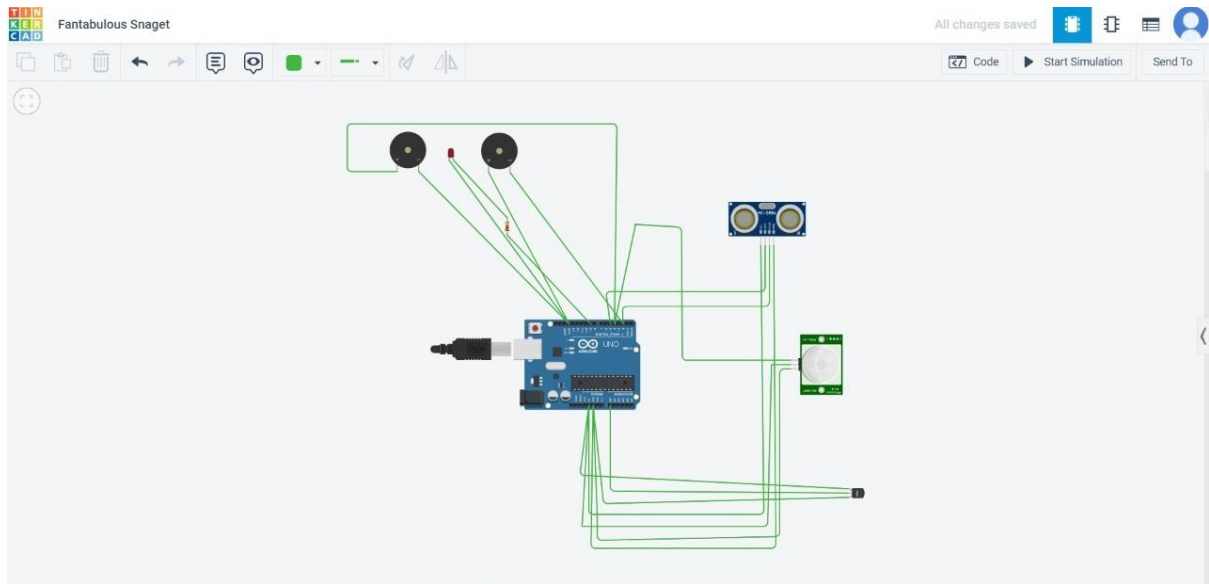 TIN
KER
CAD
Fantabulous Snaget
All changes saved
Code
Start Simulation
Send To
UNO